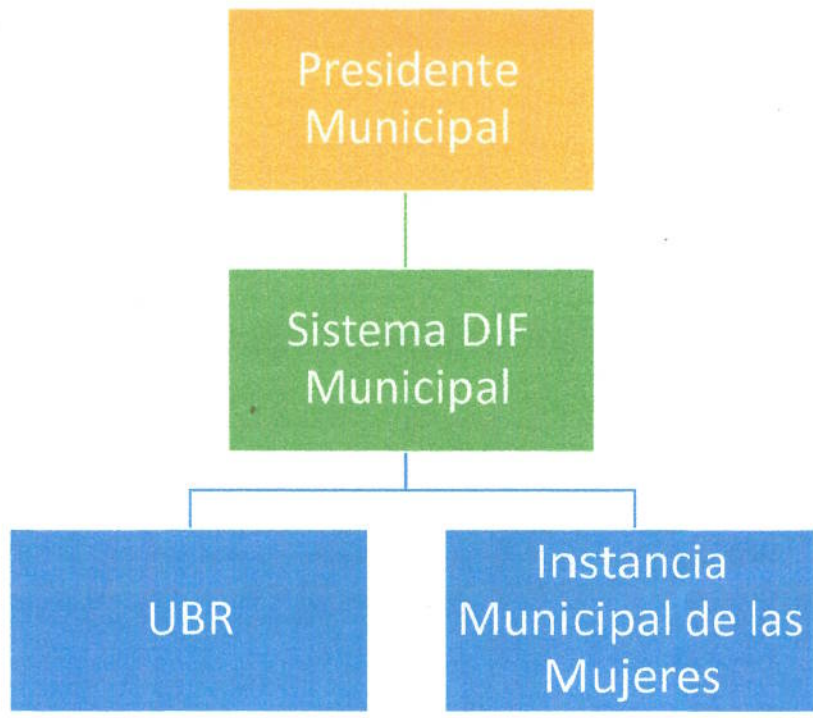 Presidente
Municipal
Sistema DIF
Municipal
UBR
Instancia
Municipal de las
Mujeres